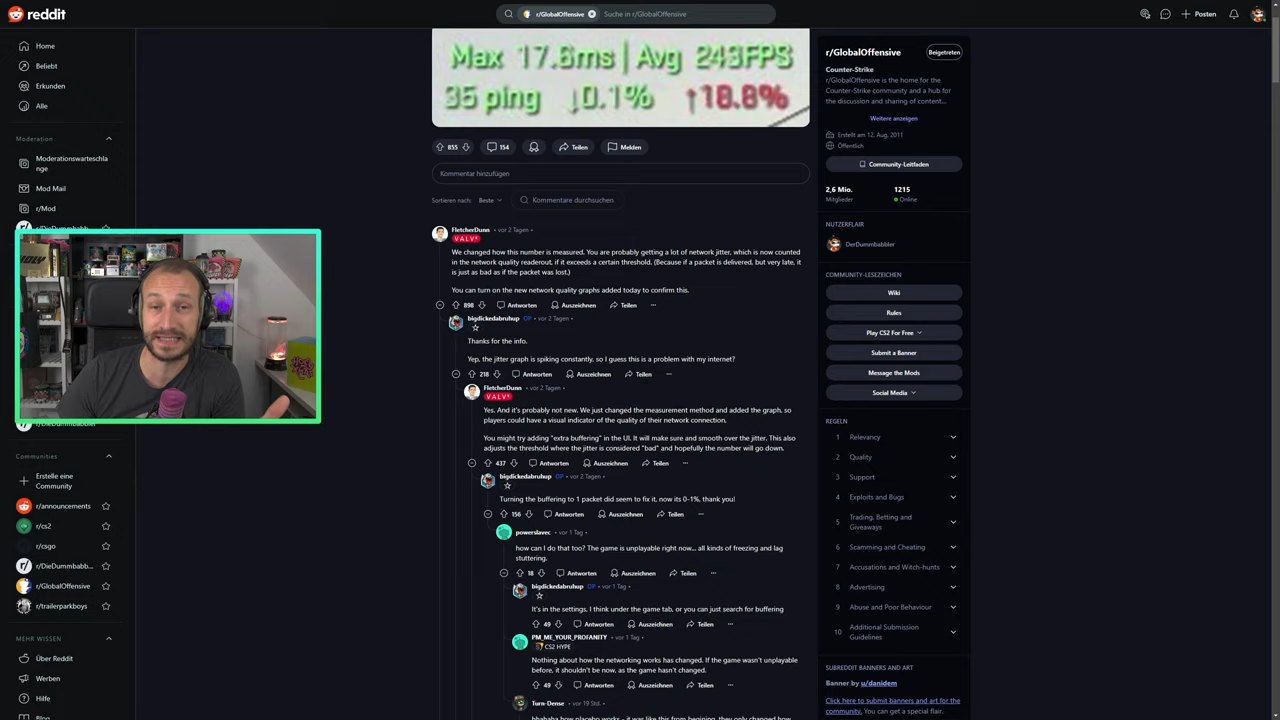 reddit
r/GlobalOffensive
Suche in r/GlobalOffensive
Posten
Home
Beliebt
Erkunden
Alle
Moderation
Moderationswarteschla
nge
Mod Mail
r/Mod
r/DieDummbabb...
Communities
Erstelle eine
Community
r/announcements
r/cs2
r/csgo
r/DieDummbabb...
r/GlobalOffensive
r/trailerparkboys
MEHR WISSEN
Über Reddit
Werben
Hilfe
Blog
Max 17.6ms | Avg 243FPS
35 ping ↓0.1% ↑18.8%
855
154
Teilen
Melden
Kommentar hinzufügen
Sortieren nach: Beste
Kommentare durchsuchen
FletcherDunn • vor 2 Tagen •
VALVE
We changed how this number is measured. You are probably getting a lot of network jitter, which is now counted
in the network quality readerout, if it exceeds a certain threshold. (Because if a packet is delivered, but very late, it
is just as bad as if the packet was lost.)
You can turn on the new network quality graphs added today to confirm this.
898 Antworten Auszeichnen Teilen ...
bigdickedabruhup OP • vor 2 Tagen •
Thanks for the info.
Yep, the jitter graph is spiking constantly, so I guess this is a problem with my internet?
218 Antworten Auszeichnen Teilen ...
FletcherDunn • vor 2 Tagen •
VALVE
Yes. And it's probably not new. We just changed the measurement method and added the graph, so
players could have a visual indicator of the quality of their network connection.
You might try adding "extra buffering" in the UI. It will make sure and smooth over the jitter. This also
adjusts the threshold where the jitter is considered "bad" and hopefully the number will go down.
437 Antworten Auszeichnen Teilen ...
bigdickedabruhup OP • vor 2 Tagen •
Turning the buffering to 1 packet did seem to fix it, now its 0-1%, thank you!
156 Antworten Auszeichnen Teilen ...
powerslavec • vor 1 Tag •
how can I do that too? The game is unplayable right now... all kinds of freezing and lag
stuttering.
18 Antworten Auszeichnen Teilen ...
bigdickedabruhup OP • vor 1 Tag •
It's in the settings, I think under the game tab, or you can just search for buffering
49 Antworten Auszeichnen Teilen ...
PM_ME_YOUR_PROFANITY • vor 1 Tag •
CS2 HYPE
Nothing about how the networking works has changed. If the game wasn't unplayable
before, it shouldn't be now, as the game hasn't changed.
49 Antworten Auszeichnen Teilen ...
Turn-Dense • vor 19 Std. •
hhahaha how placebo works - it was like this from begining, they only changed how
r/GlobalOffensive
Beigetreten
Counter-Strike
r/GlobalOffensive is the home for the
Counter-Strike community and a hub for
the discussion and sharing of content...
Weitere anzeigen
Erstellt am 12. Aug. 2011
Öffentlich
Community-Leitfaden
2,6 Mio.
Mitglieder
1215
Online
NUTZERFLAIR
DerDummbabbler
COMMUNITY-LESEZEICHEN
Wiki
Rules
Play CS2 For Free
Submit a Banner
Message the Mods
Social Media
REGELN
1 Relevancy
2 Quality
3 Support
4 Exploits and Bugs
5 Trading, Betting and
Giveaways
6 Scamming and Cheating
7 Accusations and Witch-hunts
8 Advertising
9 Abuse and Poor Behaviour
10 Additional Submission
Guidelines
SUBREDDIT BANNERS AND ART
Banner by u/danidem
Click here to submit banners and art for the
community. You can get a special flair.